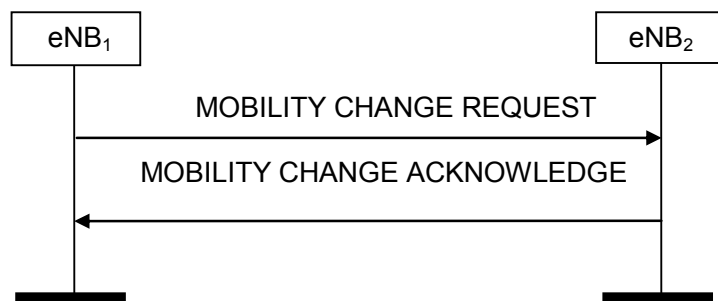 eNB₁
eNB₂
MOBILITY CHANGE REQUEST
MOBILITY CHANGE ACKNOWLEDGE